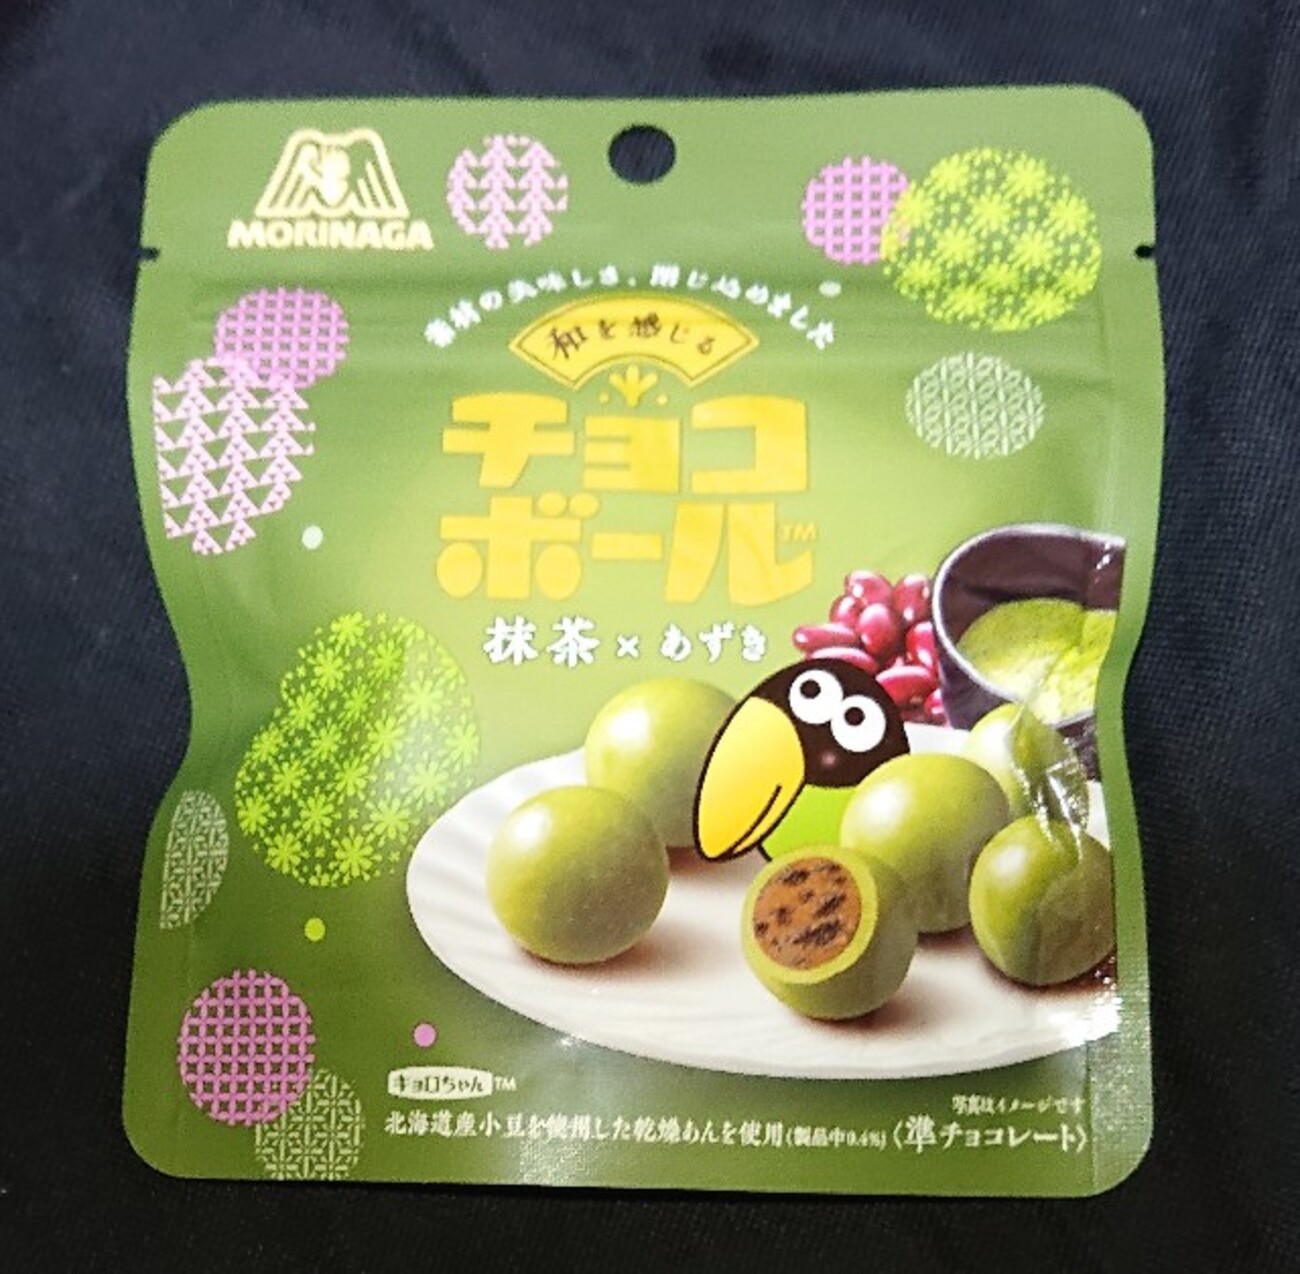 MORINAGA
素材の美味しさ、閉じ込めました
和を感じる
チョコ
ボール™
抹茶×あずき
キョロちゃん™
写真はイメージです
北海道産小豆を使用した乾燥あんを使用(製品中0.4%)〈準チョコレート〉